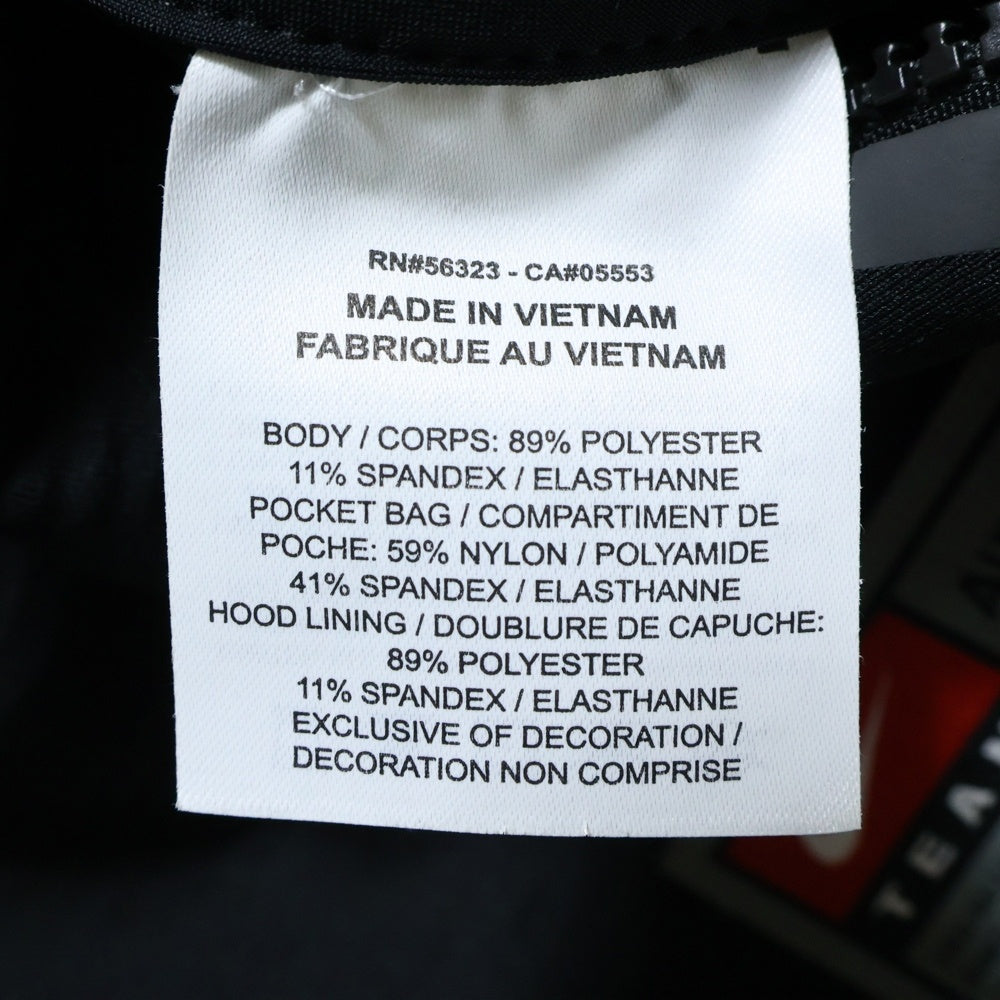 RN#56323 - CA#05553
MADE IN VIETNAM
FABRIQUE AU VIETNAM
BODY / CORPS: 89% POLYESTER
11% SPANDEX / ELASTHANNE
POCKET BAG / COMPARTIMENT DE
POCHE: 59% NYLON / POLYAMIDE
41% SPANDEX / ELASTHANNE
HOOD LINING / DOUBLURE DE CAPUCHE:
89% POLYESTER
11% SPANDEX / ELASTHANNE
EXCLUSIVE OF DECORATION /
DECORATION NON COMPRISE
TEAM